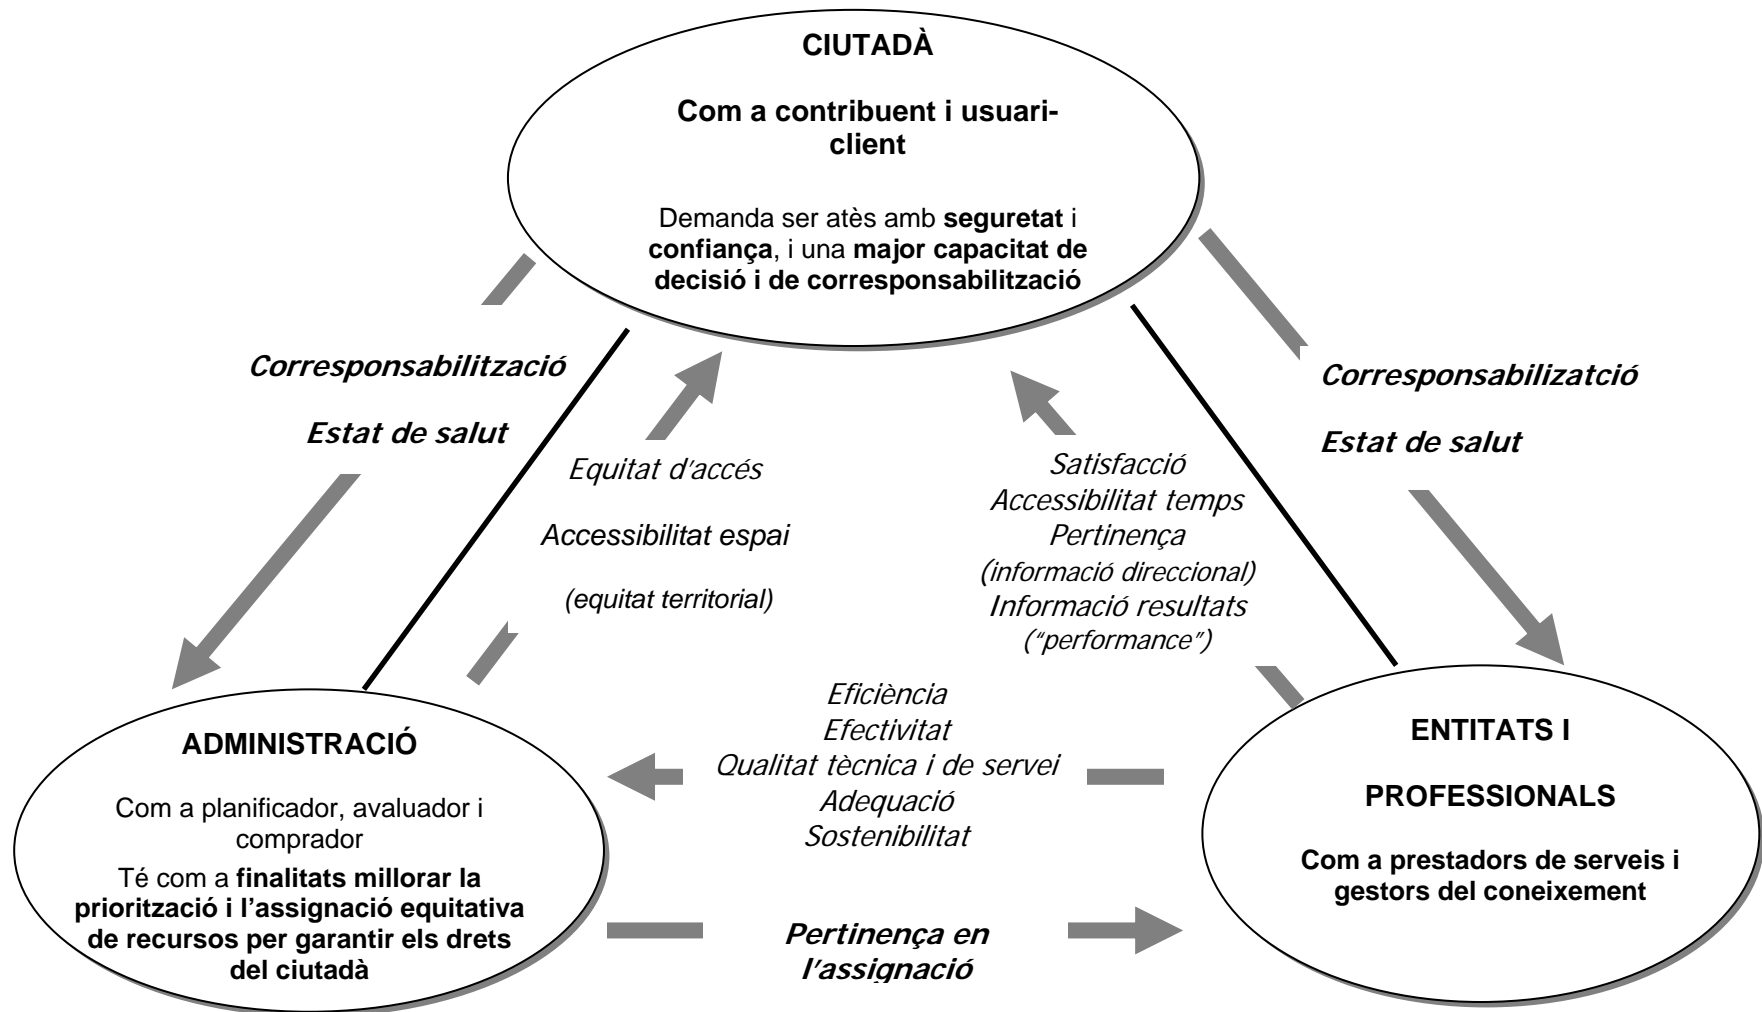 CIUTADÀ
Com a contribuent i usuari-
client
Demanda ser atès amb seguretat i
confiança, i una major capacitat de
decisió i de corresponsabilització
Corresponsabilització
Estat de salut
Equitat d’accés
Accessibilitat espai
(equitat territorial)
Satisfacció
Accessibilitat temps
Pertinença
(informació direccional)
Informació resultats
(“performance”)
Corresponsabilizatció
Estat de salut
Eficiència
Efectivitat
Qualitat tècnica i de servei
Adequació
Sostenibilitat
ADMINISTRACIÓ
Com a planificador, avaluador i
comprador
Té com a finalitats millorar la
priorització i l’assignació equitativa
de recursos per garantir els drets
del ciutadà
Pertinença en
l’assignació
ENTITATS I
PROFESSIONALS
Com a prestadors de serveis i
gestors del coneixement